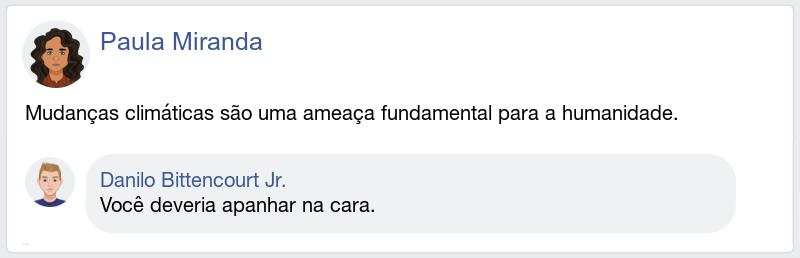 Paula Miranda
Mudanças climáticas são uma ameaça fundamental para a humanidade.
Danilo Bittencourt Jr.
Você deveria apanhar na cara.